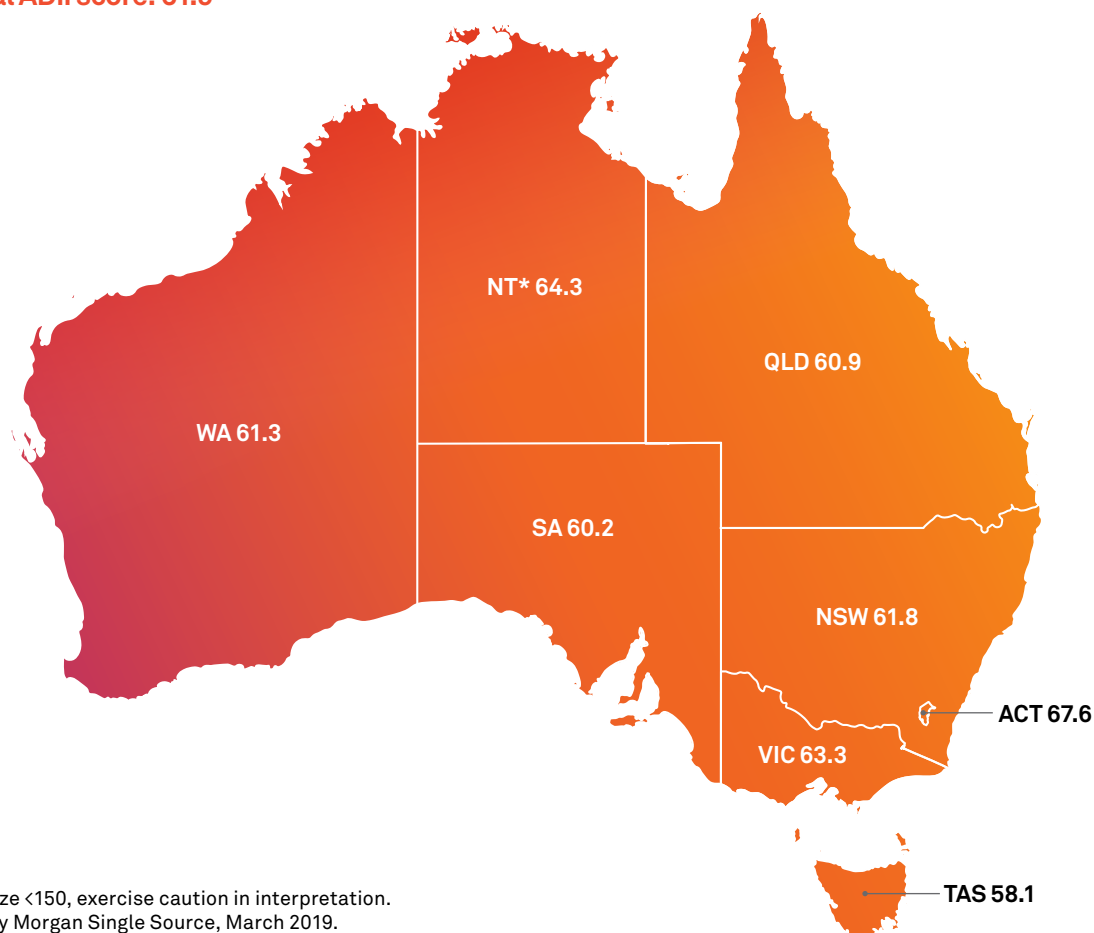 NT* 64.3
QLD 60.9
WA 61.3
SA 60.2
NSW 61.8
ACT 67.6
VIC 63.3
TAS 58.1
<150, exercise caution in interpretation.
Morgan Single Source, March 2019.